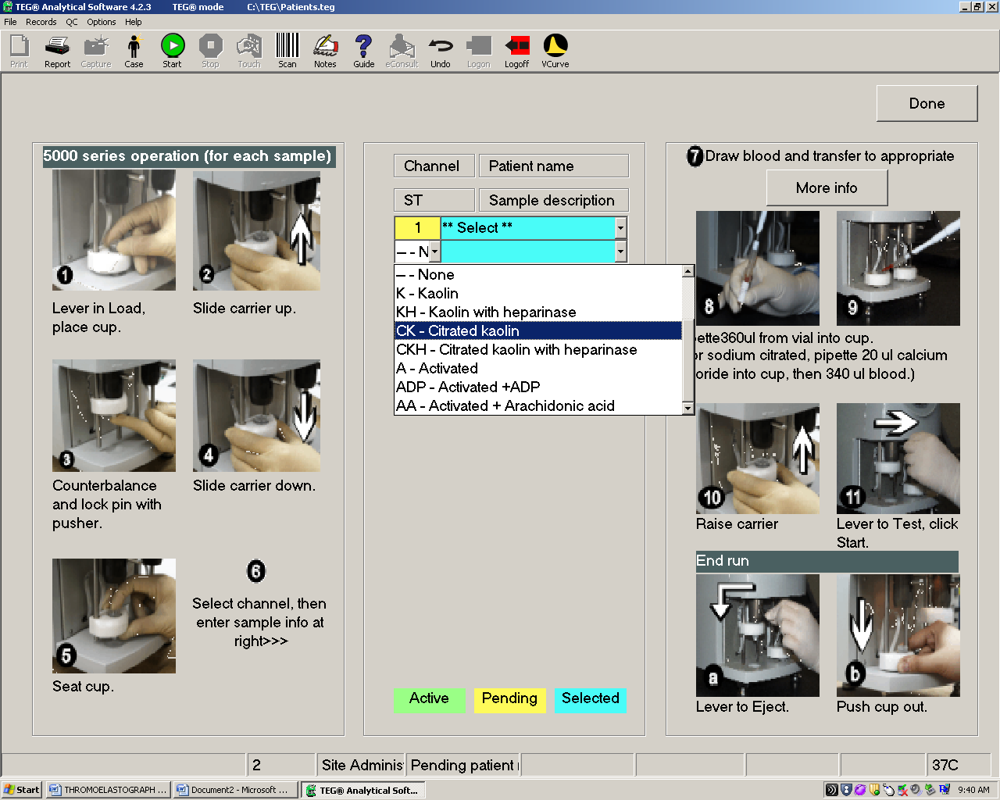 TEG® Analytical Software 4.2.3 TEG® mode C:\TEG\Patients.teg
File Records QC Options Help
Print Report Capture Case Start Stop Touch Scan Notes Guide eConsult Undo Logon Logoff VCurve
Done
5000 series operation (for each sample)
1
Lever in Load,
place cup.
2
Slide carrier up.
3
Counterbalance
and lock pin with
pusher.
4
Slide carrier down.
5
Seat cup.
6
Select channel, then
enter sample info at
right>>>
Channel Patient name
ST Sample description
1 ** Select **
-- - N
-- - None
K - Kaolin
KH - Kaolin with heparinase
CK - Citrated kaolin
CKH - Citrated kaolin with heparinase
A - Activated
ADP - Activated +ADP
AA - Activated + Arachidonic acid
Active Pending Selected
7 Draw blood and transfer to appropriate
More info
8
9
ette360ul from vial into cup.
r sodium citrated, pipette 20 ul calcium
oride into cup, then 340 ul blood.)
10
Raise carrier
11
Lever to Test, click
Start.
End run
a
Lever to Eject.
b
Push cup out.
2 Site Adminis Pending patient 37C
Start THROMOELASTOGRAPH ... Document2 - Microsoft ... TEG® Analytical Soft... 9:40 AM